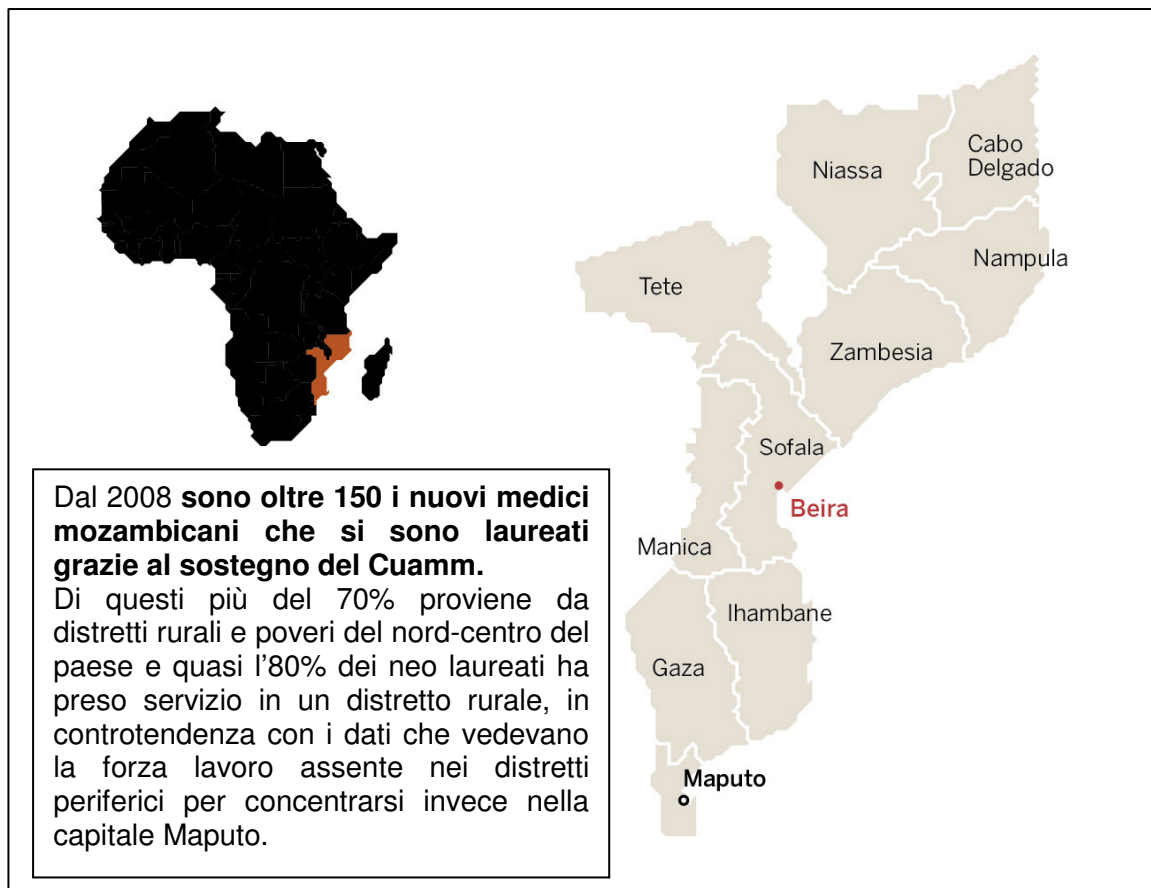 Niassa
Cabo
Delgado
Nampula
Tete
Zambesia
Sofala
Beira
Manica
Ihambane
Gaza
Maputo
Dal 2008 sono oltre 150 i nuovi medici
mozambicani che si sono laureati
grazie al sostegno del Cuamm.
Di questi più del 70% proviene da
distretti rurali e poveri del nord-centro del
paese e quasi l'80% dei neo laureati ha
preso servizio in un distretto rurale, in
controtendenza con i dati che vedevano
la forza lavoro assente nei distretti
periferici per concentrarsi invece nella
capitale Maputo.